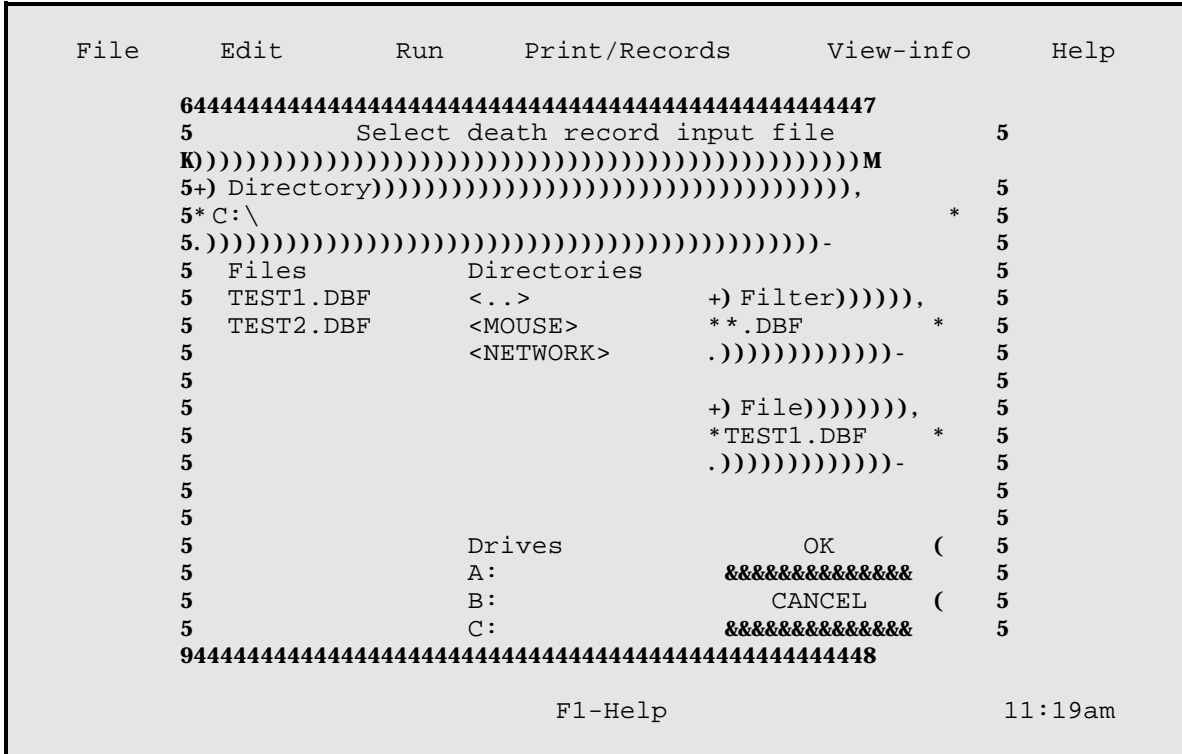 File Edit Run Print/Records View-info Help
644444444444444444444444444444444444444444444444447
5 Select death record input file 5
K)))))))))))))))))))))))))))))))))))))))))))))))))M
5+) Directory))))))))))))))))))))))))))))))))))), 5
5* C:\ * 5
5.))))))))))))))))))))))))))))))))))))))))))))))- 5
5 Files Directories 5
5 TEST1.DBF <..> +) Filter)))))), 5
5 TEST2.DBF <MOUSE> **.DBF * 5
5 <NETWORK> .)))))))))))))- 5
5 5
5 +) File)))))))), 5
5 *TEST1.DBF * 5
5 .)))))))))))))- 5
5 5
5 5
5 Drives OK ( 5
5 A: &&&&&&&&&&&&&& 5
5 B: CANCEL ( 5
5 C: &&&&&&&&&&&&&& 5
944444444444444444444444444444444444444444444444448
F1-Help 11:19am